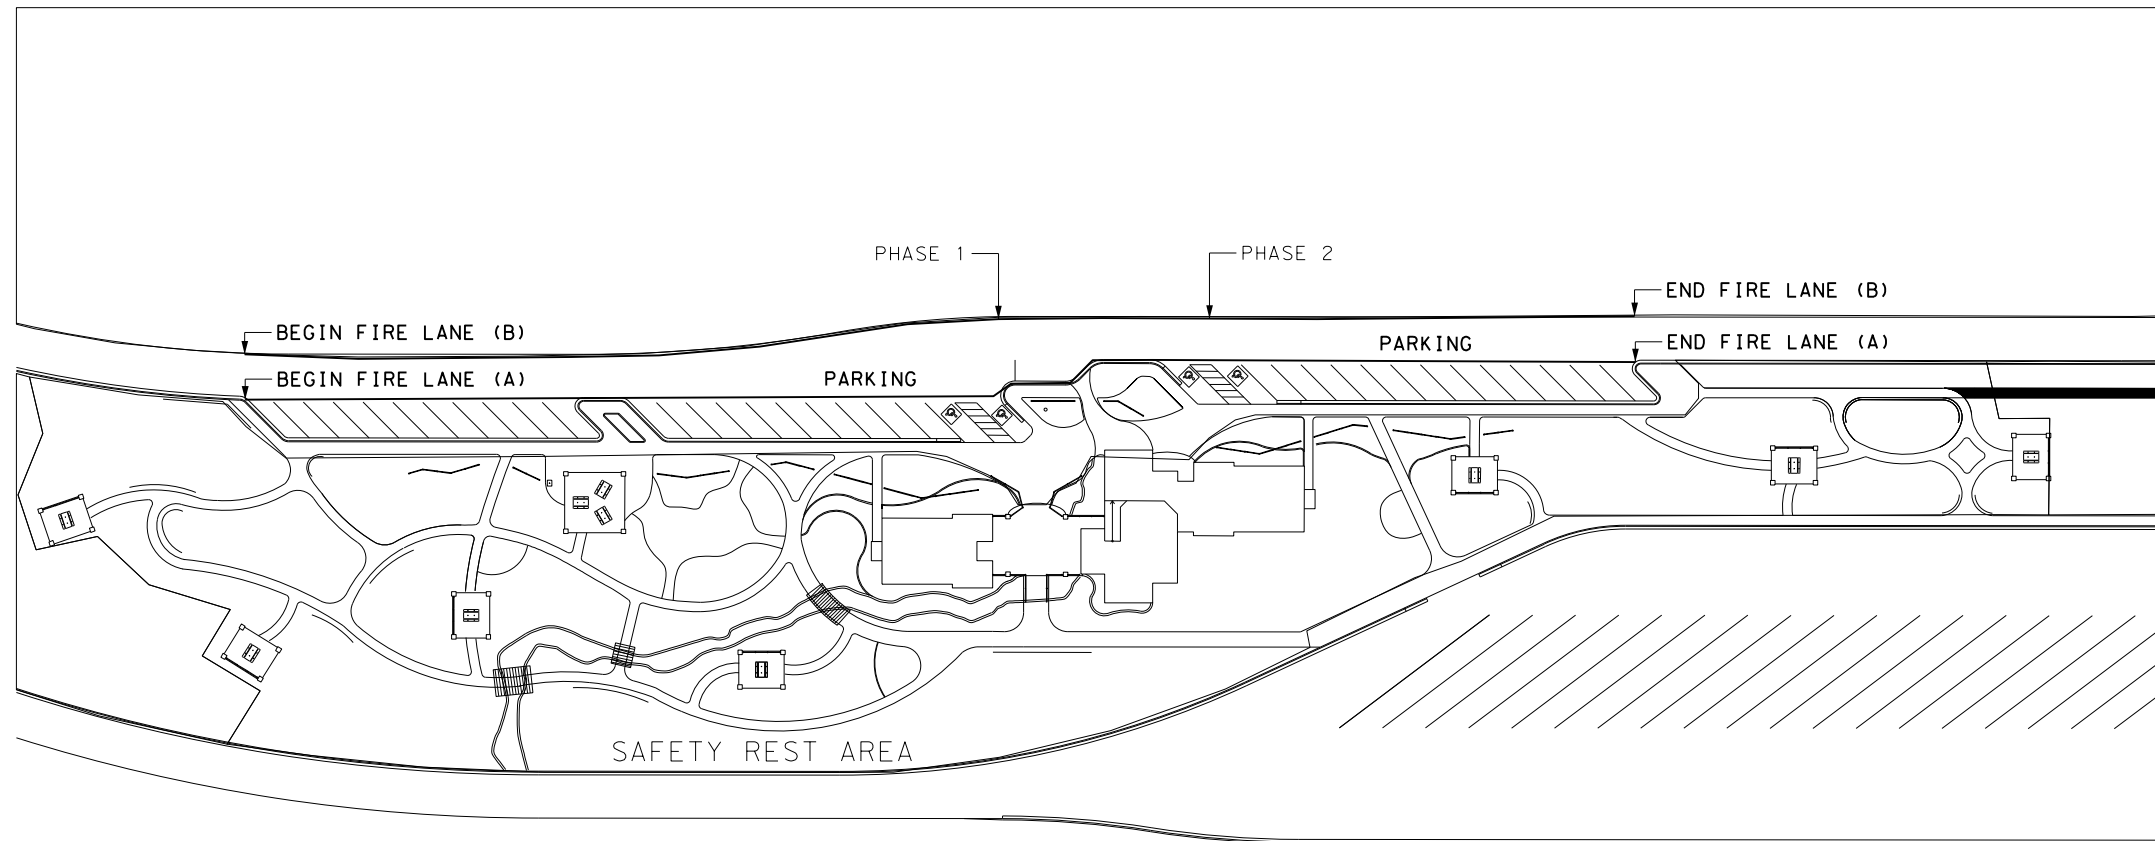 PHASE 1
PHASE 2
END FIRE LANE (B)
BEGIN FIRE LANE (B)
PARKING
END FIRE LANE (A)
BEGIN FIRE LANE (A)
PARKING
SAFETY REST AREA